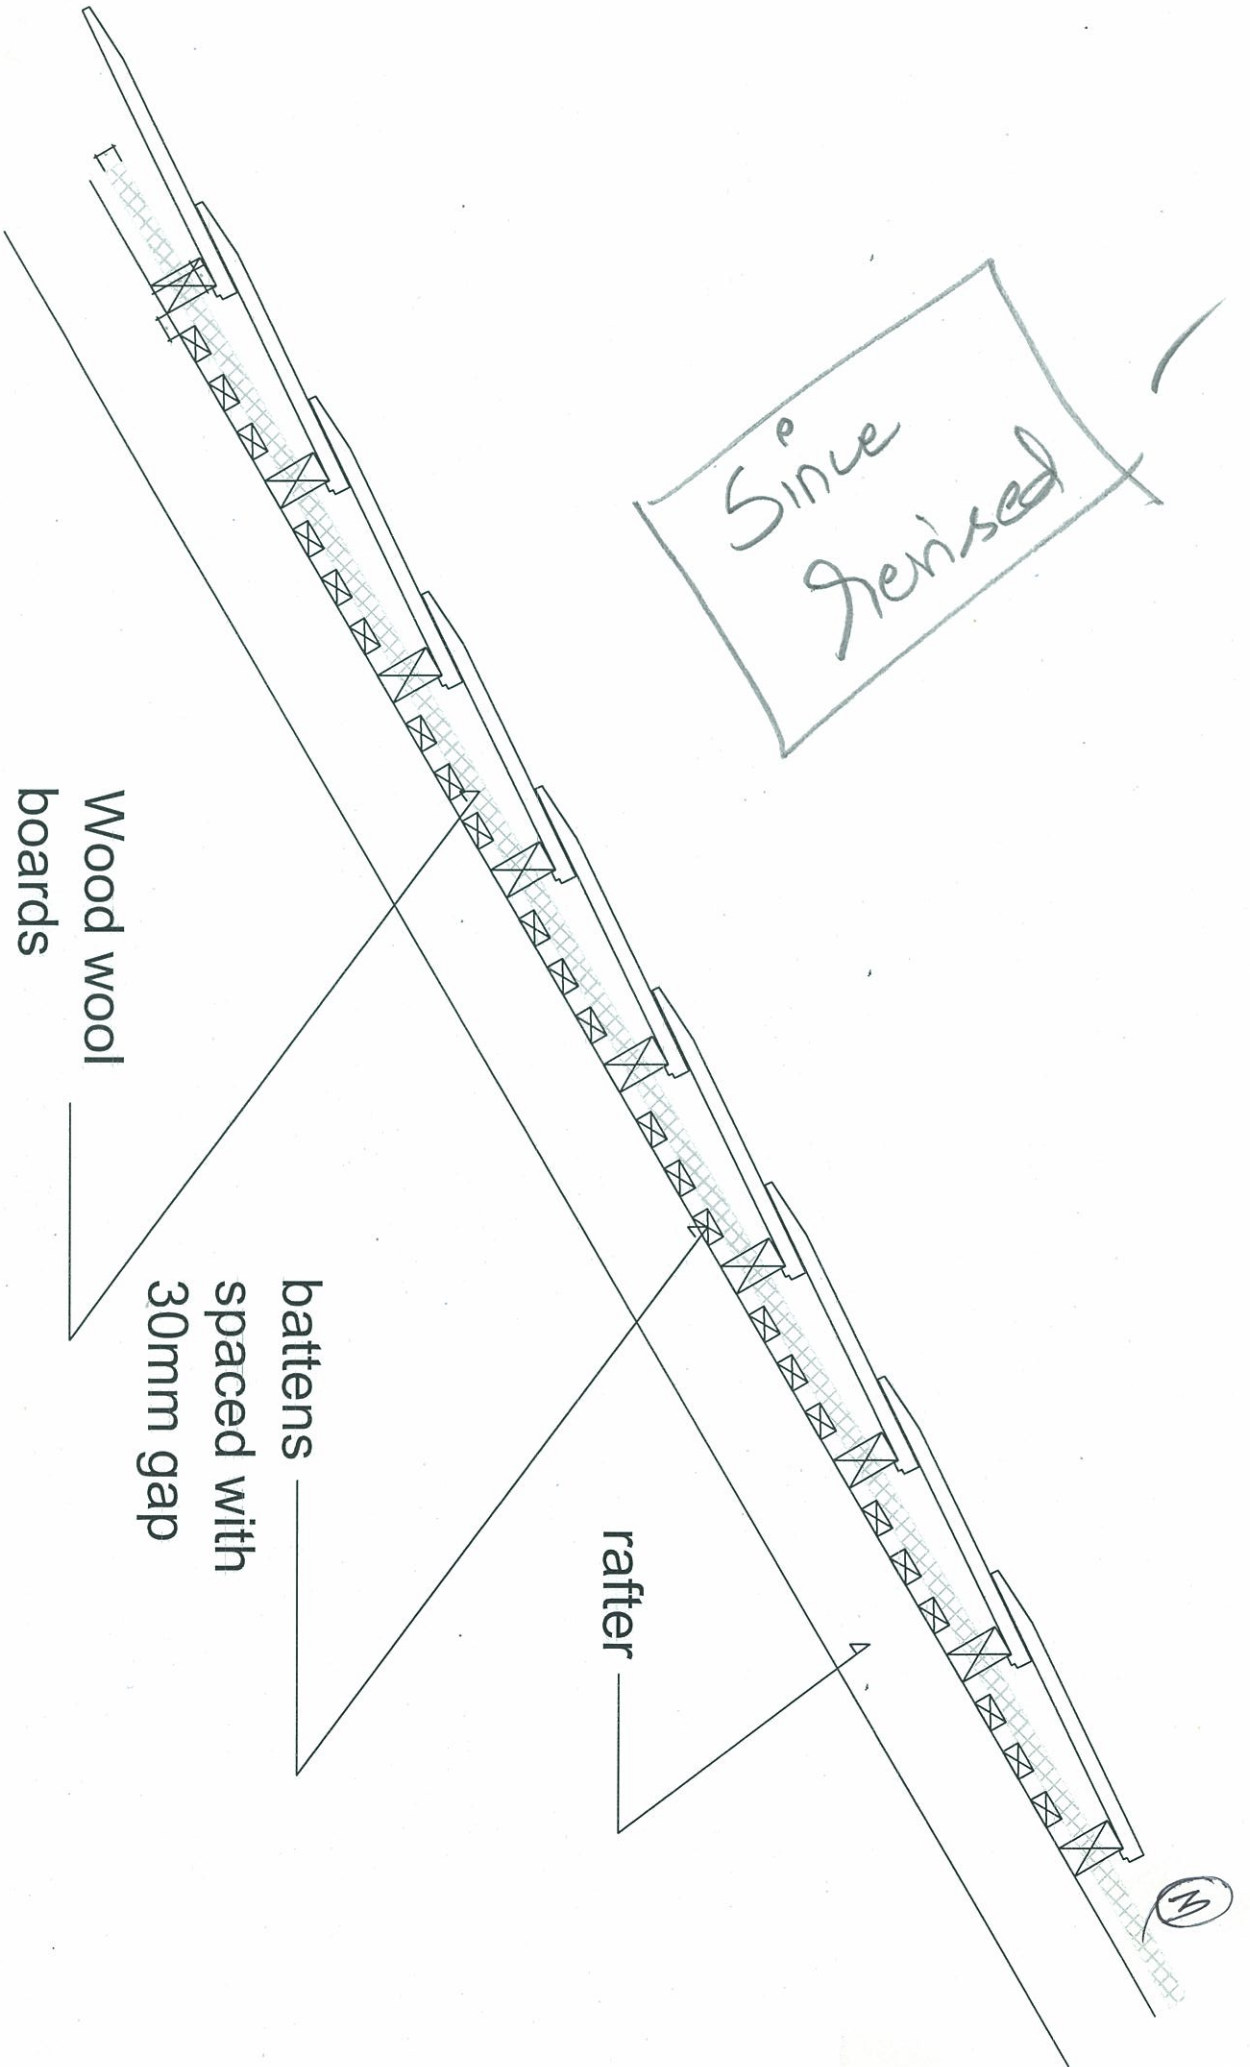 Since
revised
rafter
battens
spaced with
30mm gap
Wood wool
boards